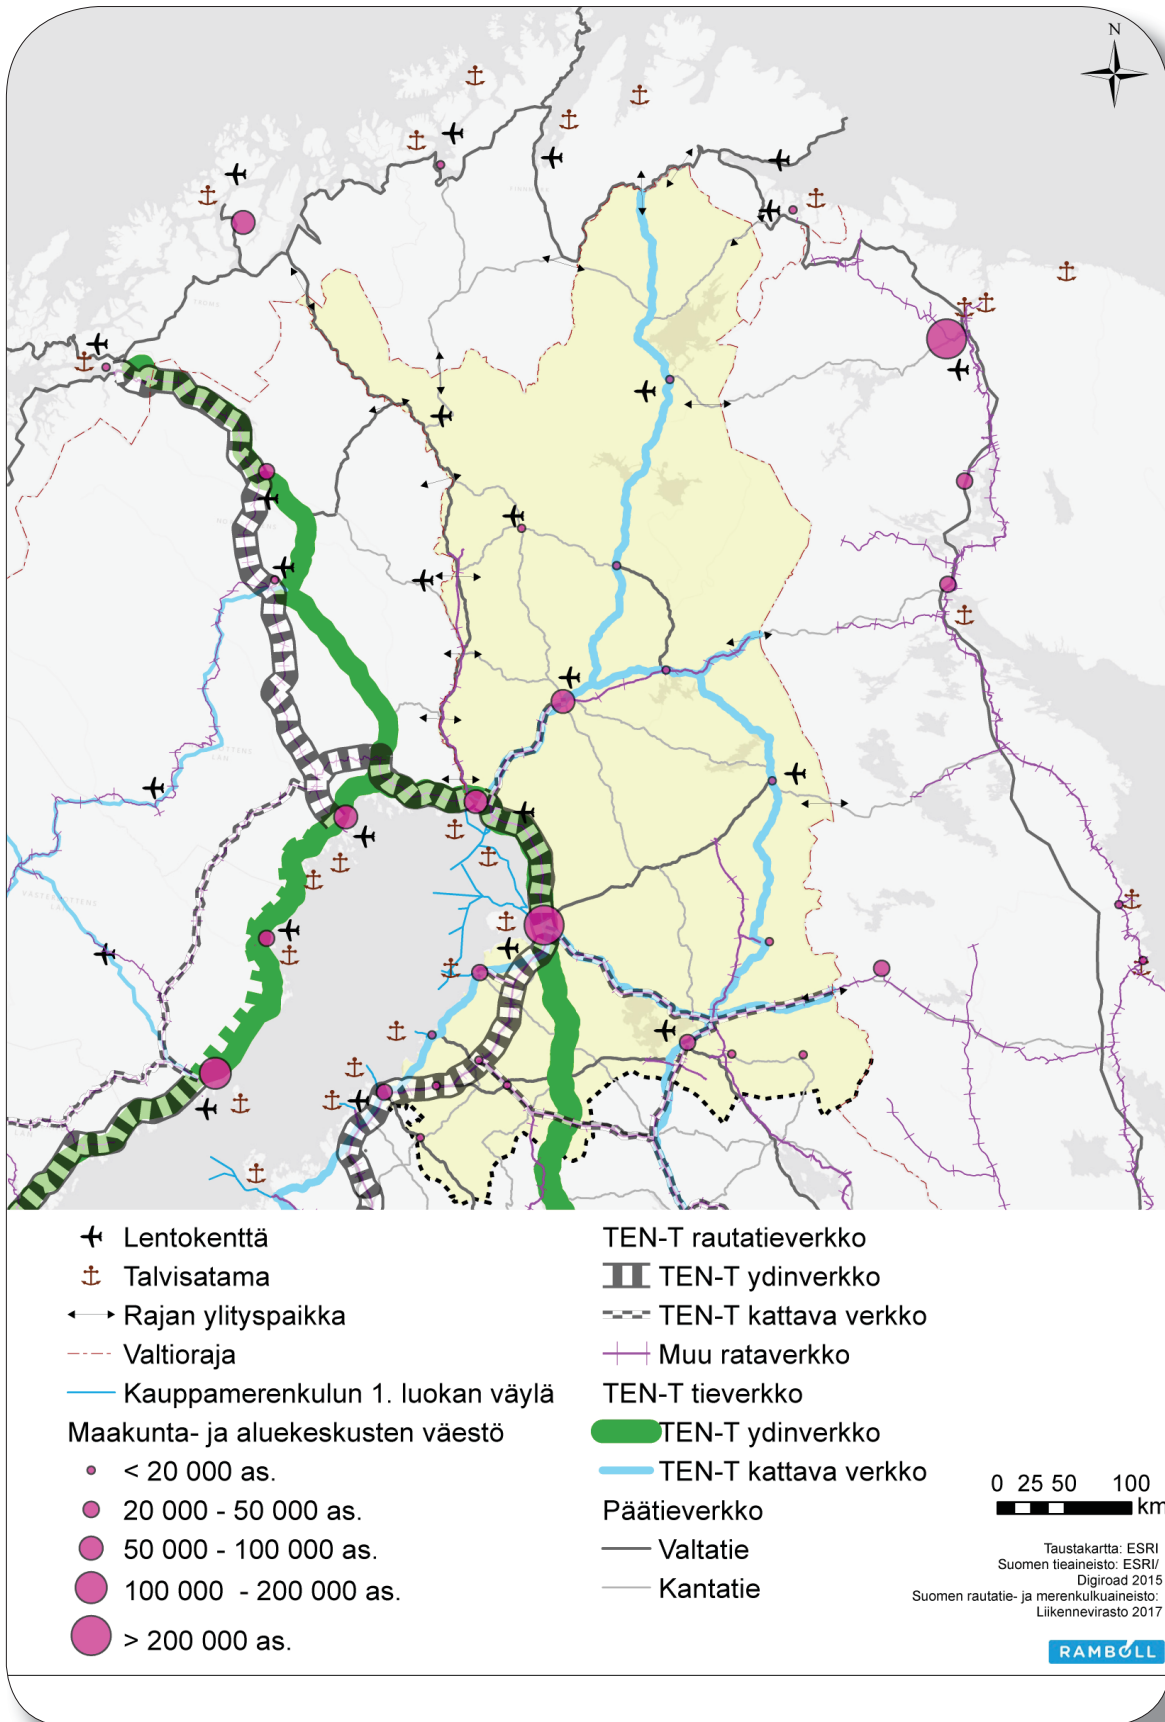 N
Lentokenttä
Talvisatama
Rajan ylityspaikka
Valtioraja
Kauppamerenkulun 1. luokan väylä
Maakunta- ja aluekeskusten väestö
< 20 000 as.
20 000 - 50 000 as.
50 000 - 100 000 as.
100 000 - 200 000 as.
> 200 000 as.
TEN-T rautatieverkko
TEN-T ydinverkko
TEN-T kattava verkko
Muu rataverkko
TEN-T tieverkko
TEN-T ydinverkko
TEN-T kattava verkko
Päätieverkko
Valtatie
Kantatie
0 25 50 100
km
Taustakartta: ESRI
Suomen tieaineisto: ESRI/
Digiroad 2015
Suomen rautatie- ja merenkulkuaineisto:
Liikennevirasto 2017
RAMBOLL